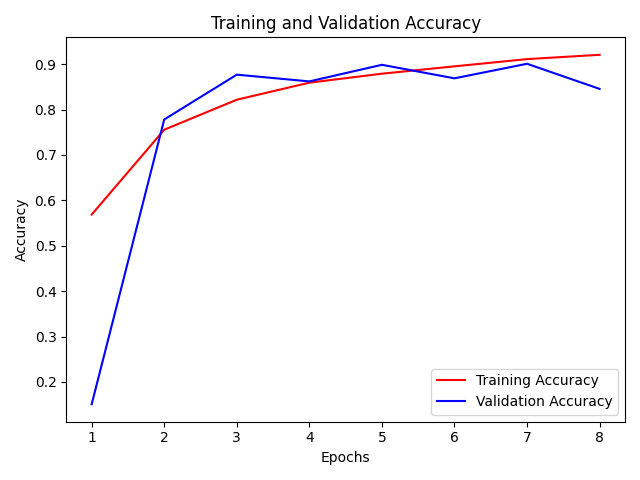 Training and Validation Accuracy
Accuracy
0.9
0.8
0.7
0.6
0.5
0.4
0.3
0.2
1 2 3 4 5 6 7 8
Epochs
Training Accuracy
Validation Accuracy